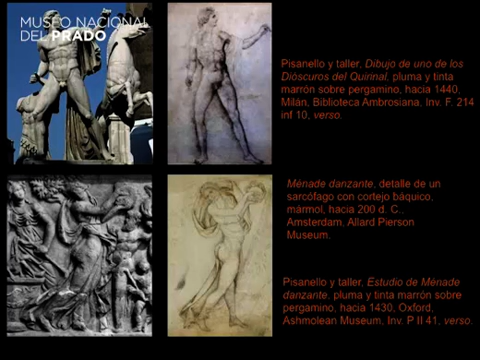 MUSEO NACIONAL
DEL PRADO
Pisanello y taller, Dibujo de uno de los
Dióscuros del Quirinal, pluma y tinta
marrón sobre pergamino, hacia 1440,
Milán, Biblioteca Ambrosiana. Inv. F. 214
inf 10, verso.
Ménade danzante, detalle de un
sarcófago con cortejo báquico,
mármol, hacia 200 d. C.,
Amsterdam. Allard Pierson
Museum.
Pisanello y taller, Estudio de Ménade
danzante, pluma y tinta marrón sobre
pergamino, hacia 1430, Oxford,
Ashmolean Museum. Inv. P II 41, verso.